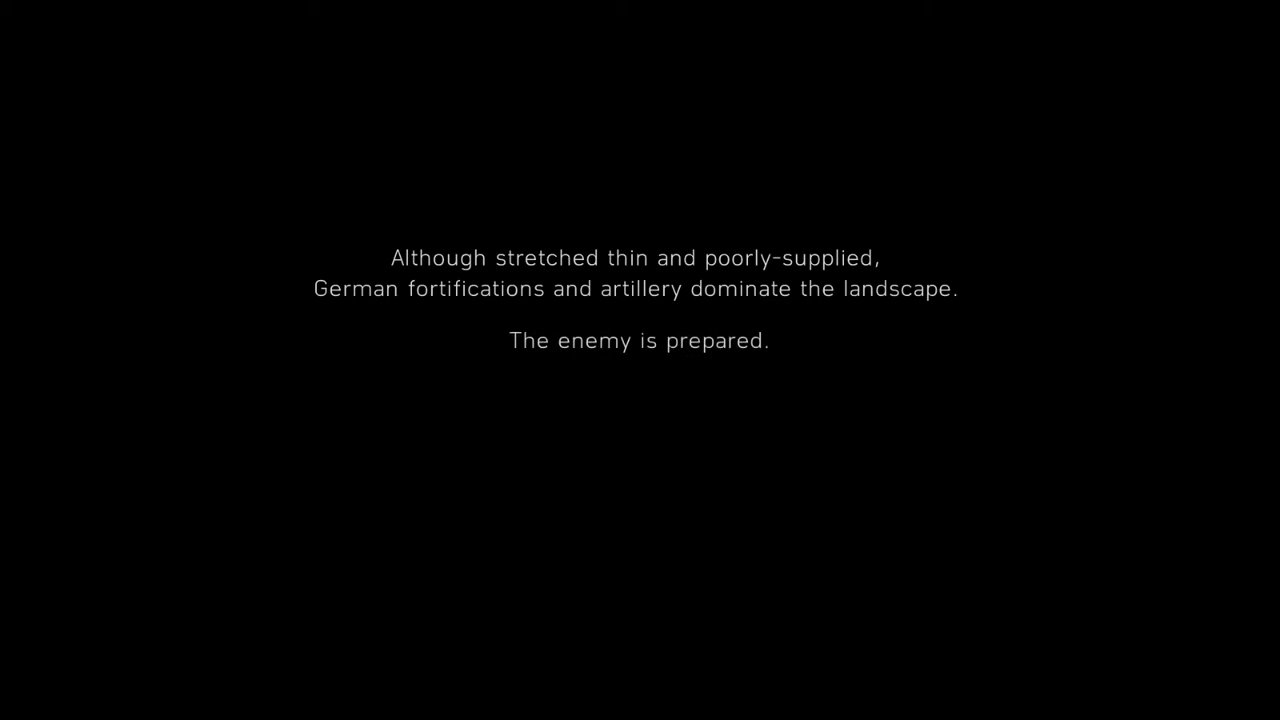 Although stretched thin and poorly-supplied,
German fortifications and artillery dominate the landscape.
The enemy is prepared.